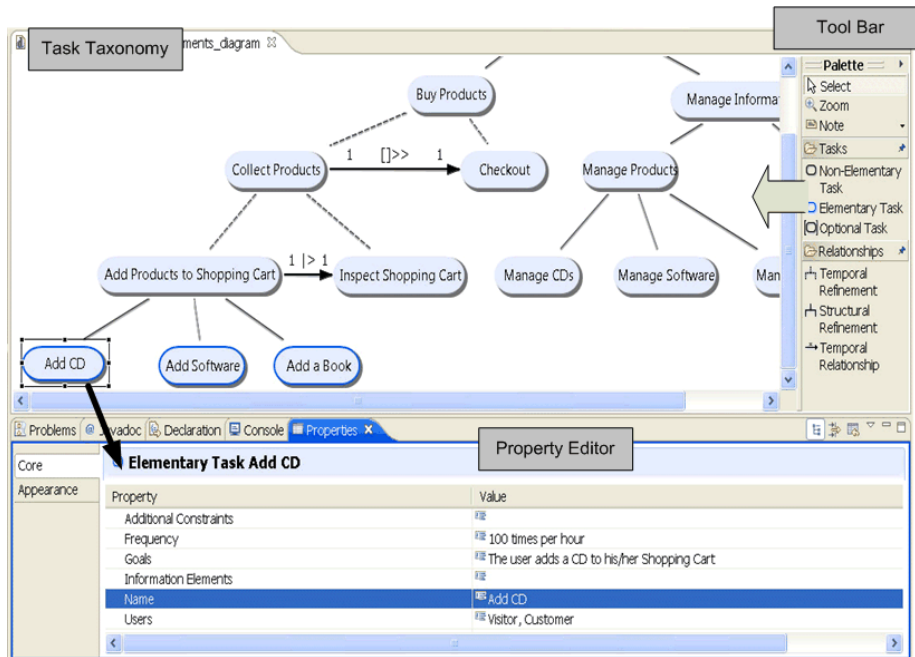 Tool Bar
Task Taxonomy
ments_diagram
Palette
Select
Zoom
Note
Tasks
Non-Elementary
Task
Elementary Task
Optional Task
Relationships
Temporal
Refinement
Structural
Refinement
Temporal
Relationship
Buy Products
Manage Informa
Collect Products
1 []>> 1
Checkout
Manage Products
Add Products to Shopping Cart
1 |> 1
Inspect Shopping Cart
Manage CDs
Manage Software
Man
Add CD
Add Software
Add a Book
Problems @ Javadoc Declaration Console Properties
Property Editor
Core
Appearance
Elementary Task Add CD
Property Value
Additional Constraints
Frequency 100 times per hour
Goals The user adds a CD to his/her Shopping Cart
Information Elements
Name Add CD
Users Visitor, Customer